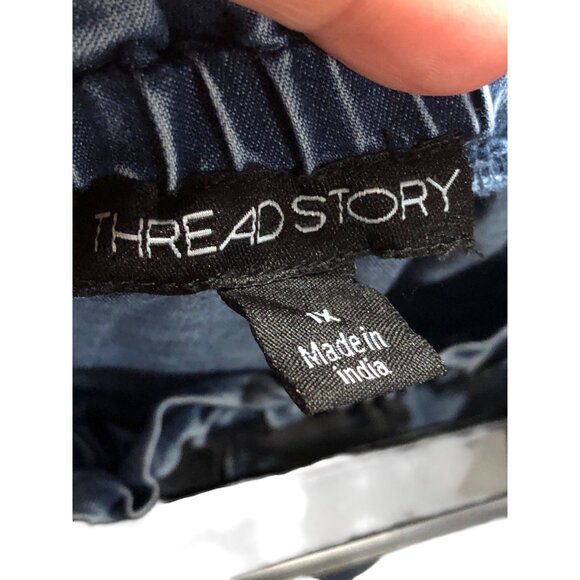 THREAD STORY
1X
Made in
india